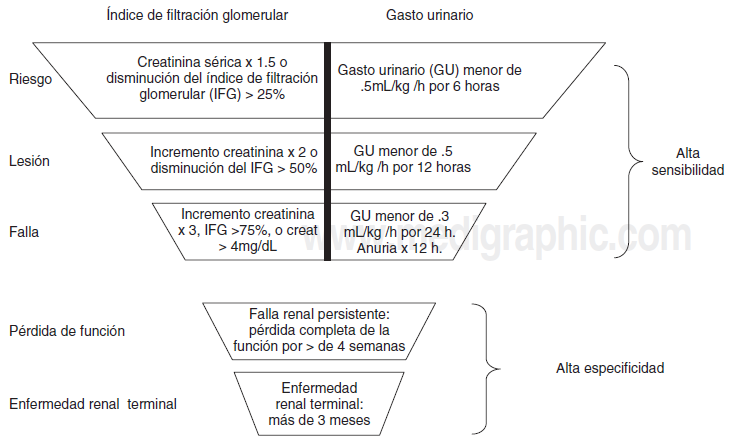 Índice de filtración glomerular
Gasto urinario
Riesgo
Creatinina sérica x 1.5 o
disminución del índice de filtración
glomerular (IFG) > 25%
Gasto urinario (GU) menor de
.5mL/kg /h por 6 horas
Lesión
Incremento creatinina x 2 o
disminución del IFG > 50%
GU menor de .5
mL/kg /h por 12 horas
Alta
sensibilidad
Falla
Incremento creatinina
x 3, IFG >75%, o creat
> 4mg/dL
GU menor de .3
mL/kg /h por 24 h.
Anuria x 12 h.
www.medigraphic.com
Pérdida de función
Falla renal persistente:
pérdida completa de la
función por > de 4 semanas
Alta especificidad
Enfermedad renal terminal
Enfermedad
renal terminal:
más de 3 meses